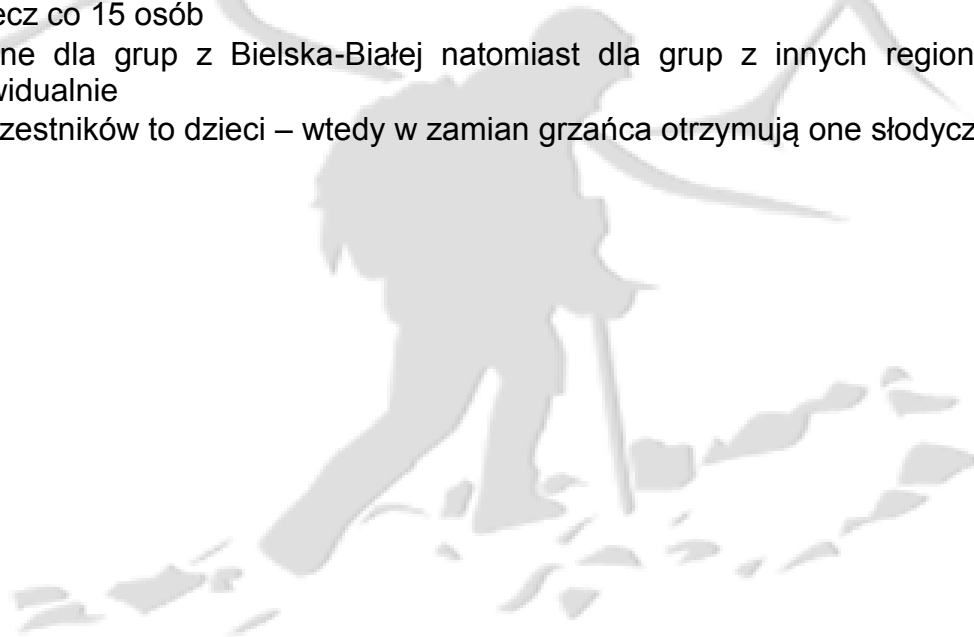 ecz co 15 osób
ne dla grup z Bielska-Białej natomiast dla grup z innych region
widualnie
zestników to dzieci – wtedy w zamian grzańca otrzymują one słodycz